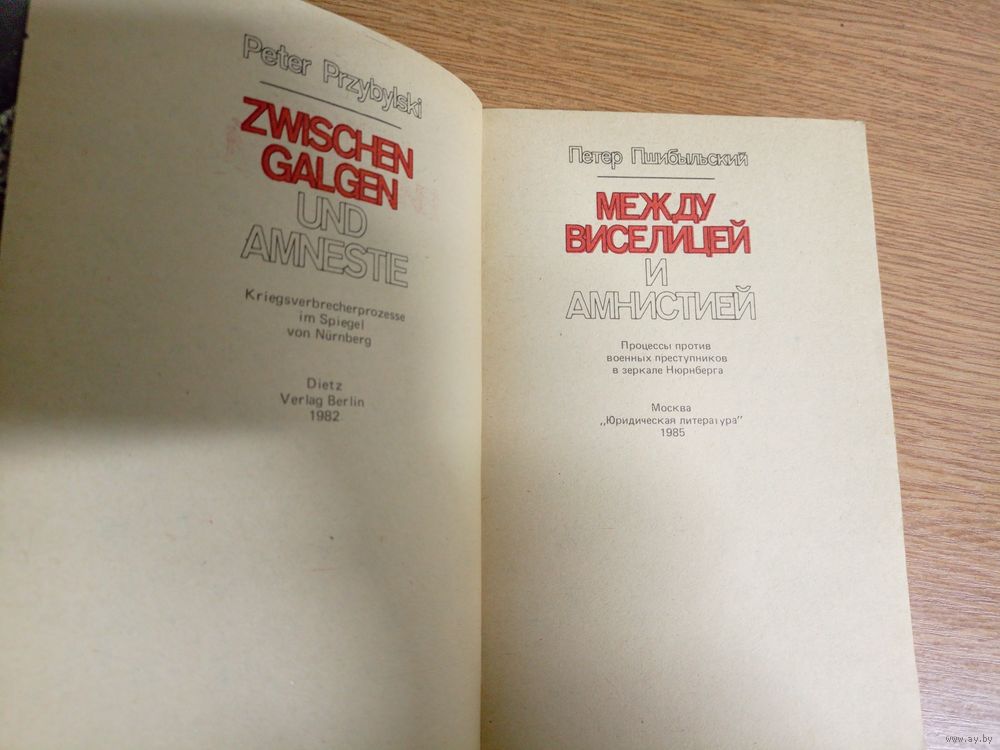 Peter Przybylski
ZWISCHEN
GALGEN
UND
AMNESTIE
Kriegsverbrecherprozesse
im Spiegel
von Nürnberg
Dietz
Verlag Berlin
1982
Петер Пшибыльский
МЕЖДУ
ВИСЕЛИЦЕЙ
И
АМНИСТИЕЙ
Процессы против
военных преступников
в зеркале Нюрнберга
Москва
„Юридическая литература"
1985
www.ay.by